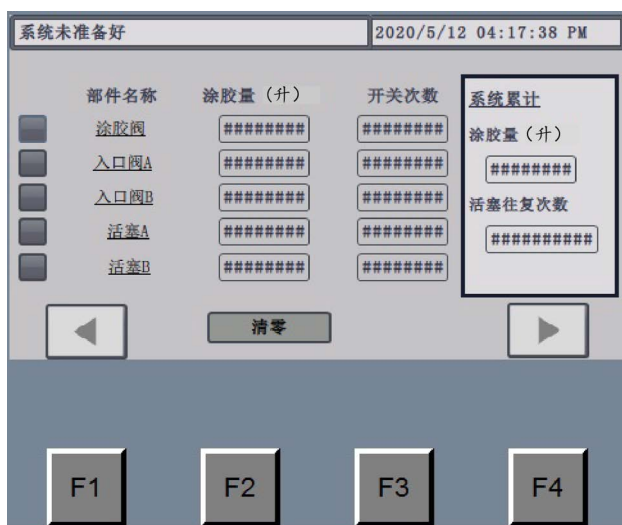 系统未准备好 2020/5/12 04:17:38 PM
部件名称 涂胶量（升） 开关次数 系统累计
涂胶阀 ######## ######## 涂胶量（升）
入口阀A ######## ######## ########
入口阀B ######## ######## 活塞往复次数
活塞A ######## ######## ##########
活塞B ######## ########
清零
F1 F2 F3 F4